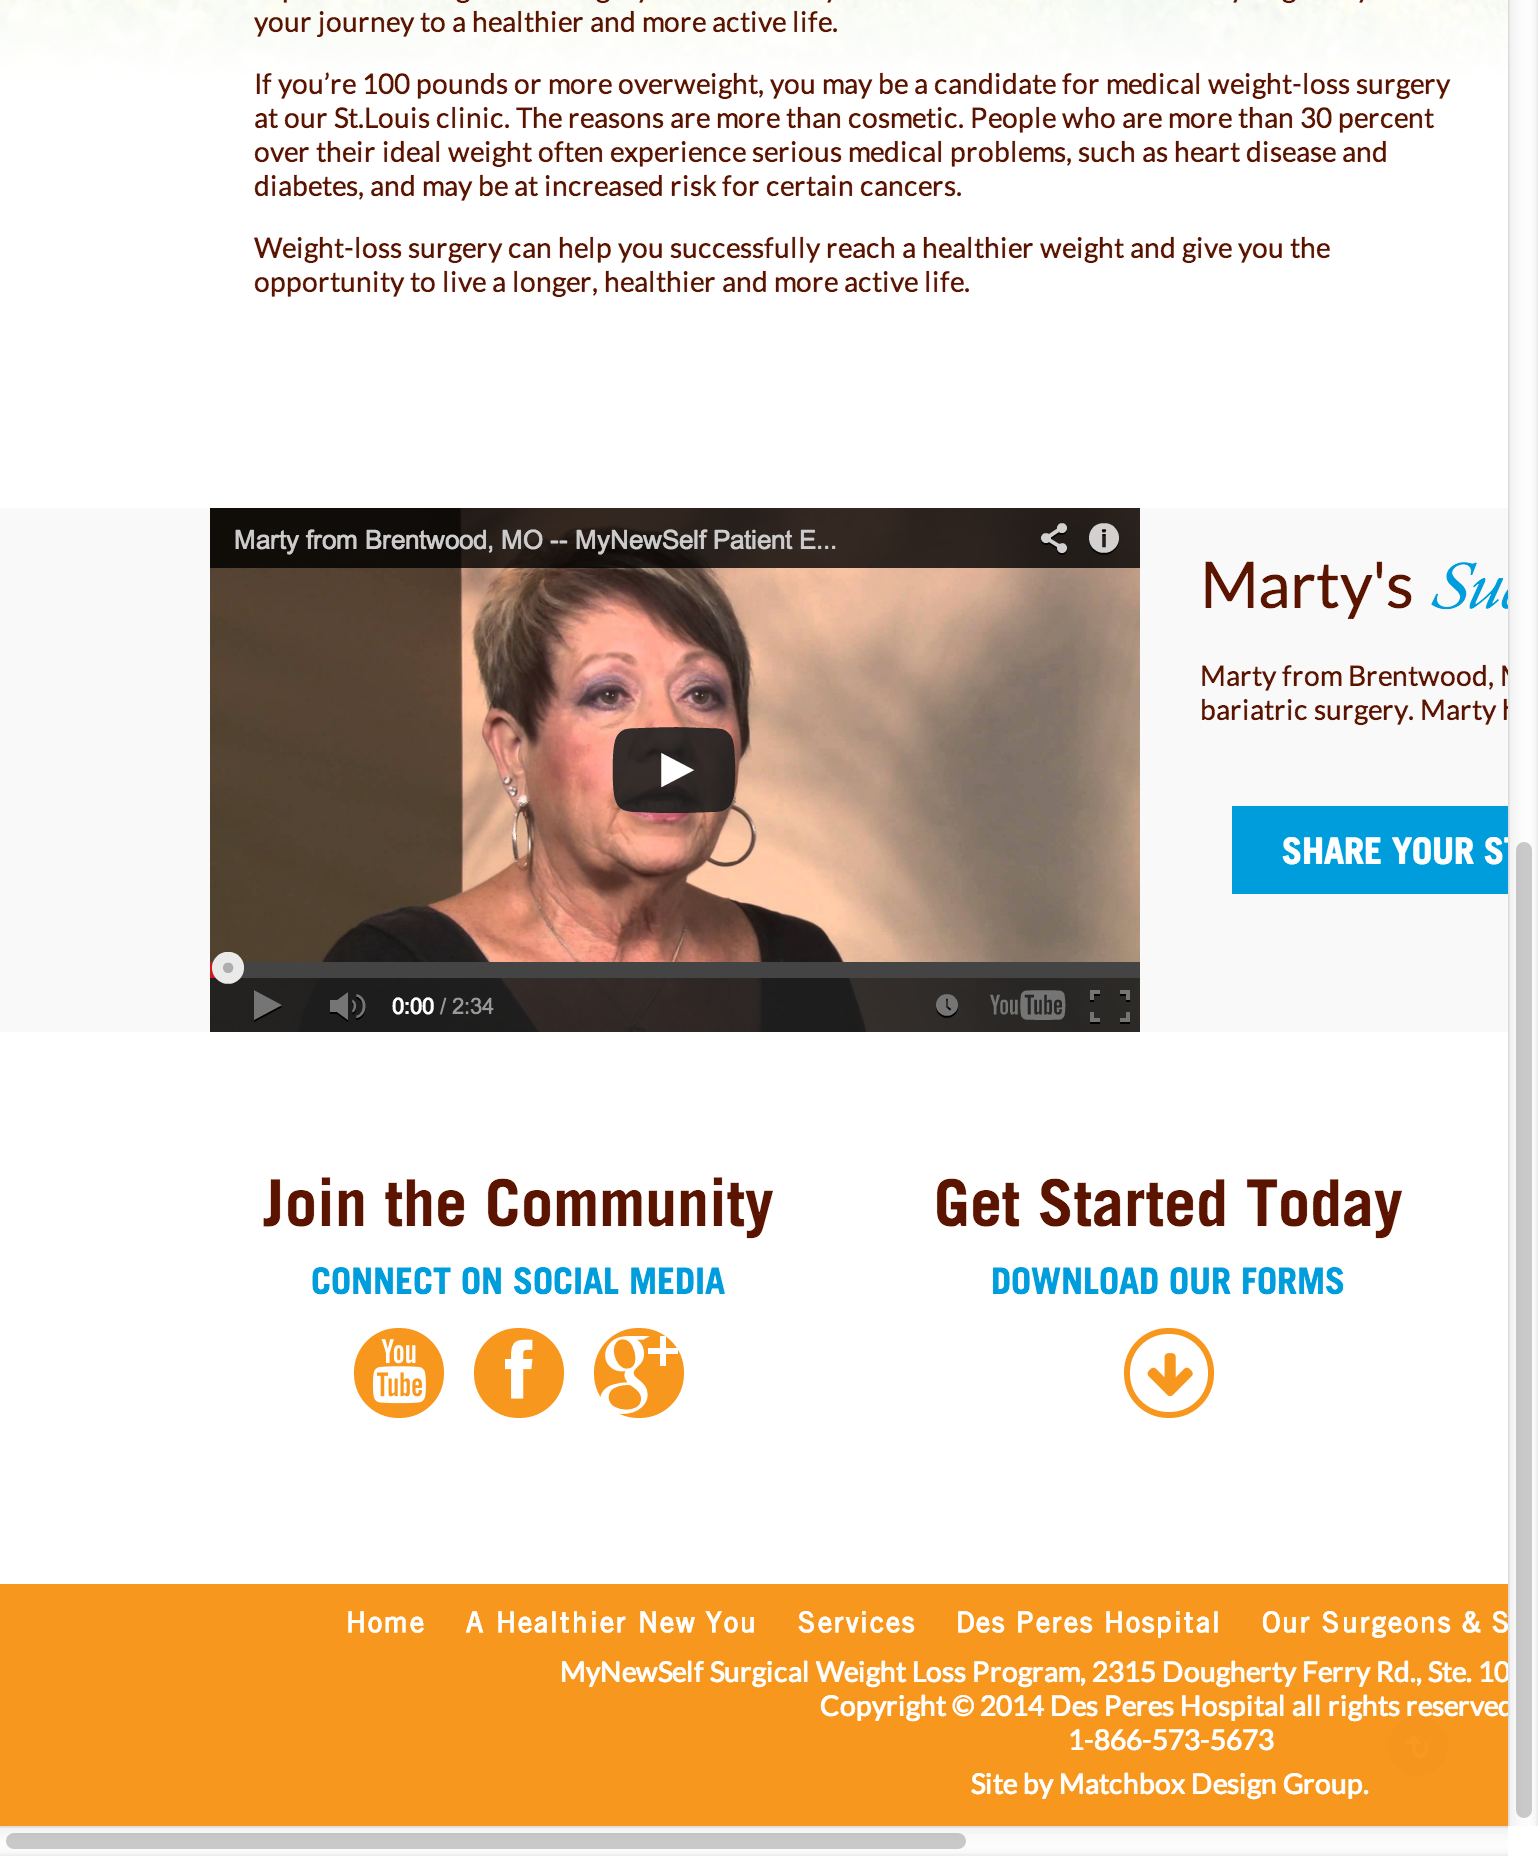 your journey to a healthier and more active life.
If you’re 100 pounds or more overweight, you may be a candidate for medical weight-loss surgery
at our St.Louis clinic. The reasons are more than cosmetic. People who are more than 30 percent
over their ideal weight often experience serious medical problems, such as heart disease and
diabetes, and may be at increased risk for certain cancers.
Weight-loss surgery can help you successfully reach a healthier weight and give you the
opportunity to live a longer, healthier and more active life.
Marty from Brentwood, MO -- MyNewSelf Patient E...
Marty's
Marty from Brentwood,
bariatric surgery. Marty
SHARE YOUR
0:00 / 2:34
YouTube
Join the Community
Get Started Today
CONNECT ON SOCIAL MEDIA
DOWNLOAD OUR FORMS
You
Tube
f
g+
Home A Healthier New You Services Des Peres Hospital Our Surgeons & S
MyNewSelf Surgical Weight Loss Program, 2315 Dougherty Ferry Rd., Ste. 10
Copyright © 2014 Des Peres Hospital all rights reserved
1-866-573-5673
Site by Matchbox Design Group.